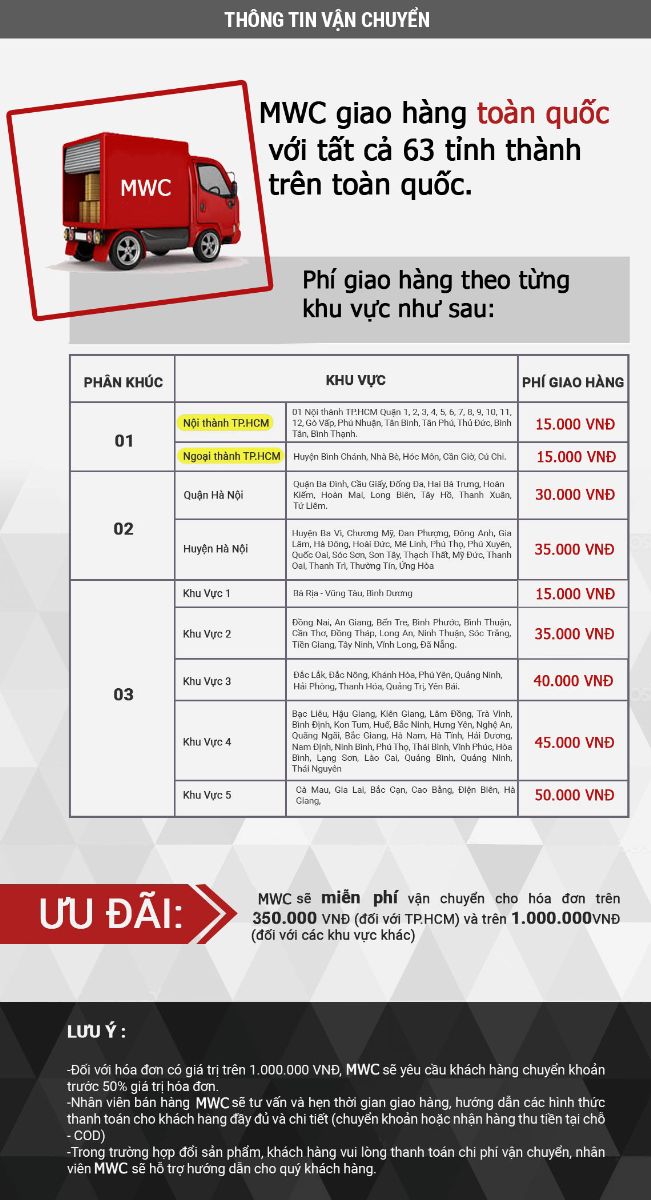 THÔNG TIN VẬN CHUYỂN
MWC giao hàng toàn quốc
với tất cả 63 tỉnh thành
trên toàn quốc.
MWC
Phí giao hàng theo từng
khu vực như sau:
PHÂN KHÚC
KHU VỰC
PHÍ GIAO HÀNG
01
Nội thành TP.HCM
01 Nội thành TP.HCM Quận 1, 2, 3, 4, 5, 6, 7, 8, 9, 10, 11,
12, Gò Vấp, Phú Nhuận, Tân Bình, Tân Phú, Thủ Đức, Bình
Tân, Bình Thạnh.
15.000 VNĐ
Ngoại thành TP.HCM
Huyện Bình Chánh, Nhà Bè, Hóc Môn, Cần Giờ, Củ Chi.
15.000 VNĐ
02
Quận Hà Nội
Quận Ba Đình, Cầu Giấy, Đống Đa, Hai Bà Trưng, Hoàn
Kiếm, Hoàn Mai, Long Biên, Tây Hồ, Thanh Xuân,
Từ Liêm.
30.000 VNĐ
Huyện Hà Nội
Huyện Ba Vì, Chương Mỹ, Đan Phượng, Đông Anh, Gia
Lâm, Hà Đông, Hoài Đức, Mê Linh, Phú Thọ, Phú Xuyên,
Quốc Oai, Sóc Sơn, Sơn Tây, Thạch Thất, Mỹ Đức, Thanh
Oai, Thanh Trì, Thường Tín, Ứng Hòa
35.000 VNĐ
03
Khu Vực 1
Bà Rịa - Vũng Tàu, Bình Dương
15.000 VNĐ
Khu Vực 2
Đồng Nai, An Giang, Bến Tre, Bình Phước, Bình Thuận,
Cần Thơ, Đồng Tháp, Long An, Ninh Thuận, Sóc Trăng,
Tiền Giang, Tây Ninh, Vĩnh Long, Đà Nẵng.
35.000 VNĐ
Khu Vực 3
Đắc Lắk, Đắc Nông, Khánh Hòa, Phú Yên, Quảng Ninh,
Hải Phòng, Thanh Hóa, Quảng Trị, Yên Bái.
40.000 VNĐ
Khu Vực 4
Bạc Liêu, Hậu Giang, Kiên Giang, Lâm Đồng, Trà Vinh,
Bình Định, Kon Tum, Huế, Bắc Ninh, Hưng Yên, Nghệ An,
Quãng Ngãi, Bắc Giang, Hà Nam, Hà Tĩnh, Hải Dương,
Nam Định, Ninh Bình, Phú Thọ, Thái Bình, Vĩnh Phúc, Hòa
Bình, Lạng Sơn, Lào Cai, Quảng Bình, Quảng Ninh,
Thái Nguyên
45.000 VNĐ
Khu Vực 5
Cà Mau, Gia Lai, Bắc Cạn, Cao Bằng, Điện Biên, Hà
Giang,
50.000 VNĐ
ƯU ĐÃI:
MWC sẽ miễn phí vận chuyển cho hóa đơn trên
350.000 VNĐ (đối với TP.HCM) và trên 1.000.000VNĐ
(đối với các khu vực khác)
LƯU Ý :
-Đối với hóa đơn có giá trị trên 1.000.000 VNĐ, MWC sẽ yêu cầu khách hàng chuyển khoản
trước 50% giá trị hóa đơn.
-Nhân viên bán hàng MWC sẽ tư vấn và hẹn thời gian giao hàng, hướng dẫn các hình thức
thanh toán cho khách hàng đầy đủ và chi tiết (chuyển khoản hoặc nhận hàng thu tiền tại chỗ
- COD)
-Trong trường hợp đổi sản phẩm, khách hàng vui lòng thanh toán chi phí vận chuyển, nhân
viên MWC sẽ hỗ trợ hướng dẫn cho quý khách hàng.